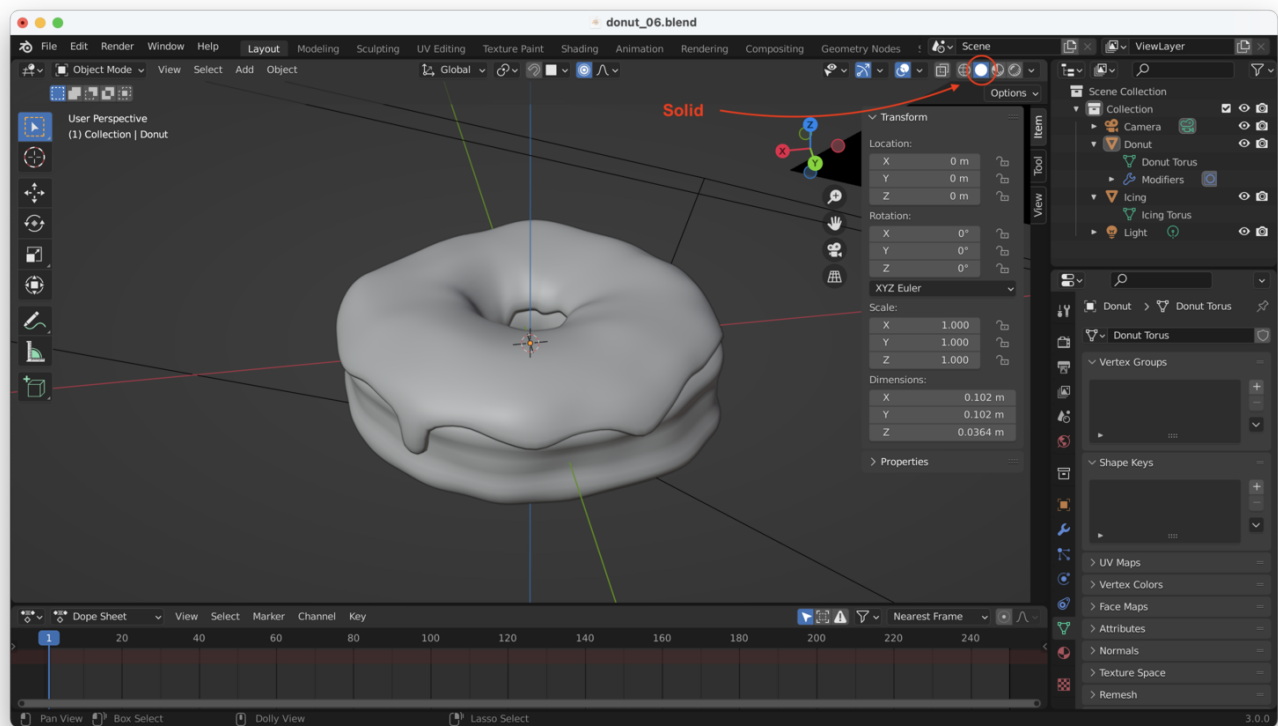 donut_06.blend
File Edit Render Window Help Layout Modeling Sculpting UV Editing Texture Paint Shading Animation Rendering Compositing Geometry Nodes Scene ViewLayer
Object Mode View Select Add Object Global
Options
Solid
User Perspective
(1) Collection | Donut
Z
X
Y
Transform
Location:
X 0 m
Y 0 m
Z 0 m
Rotation:
X 0°
Y 0°
Z 0°
XYZ Euler
Scale:
X 1.000
Y 1.000
Z 1.000
Dimensions:
X 0.102 m
Y 0.102 m
Z 0.0364 m
Properties
Item
Tool
View
Scene Collection
Collection
Camera
Donut
Donut Torus
Modifiers
Icing
Icing Torus
Light
Donut > Donut Torus
Donut Torus
Vertex Groups
Shape Keys
UV Maps
Vertex Colors
Face Maps
Attributes
Normals
Texture Space
Remesh
Dope Sheet View Select Marker Channel Key Nearest Frame
1 20 40 60 80 100 120 140 160 180 200 220 240
Pan View Box Select Dolly View Lasso Select 3.0.0